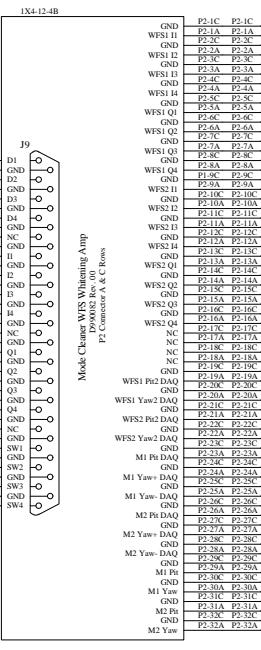 1X4-12-4B
J9
D1
GND
D2
GND
D3
GND
D4
GND
NC
GND
I1
GND
I2
GND
I3
GND
I4
GND
NC
GND
Q1
GND
Q2
GND
Q3
GND
Q4
GND
NC
GND
SW1
GND
SW2
GND
SW3
GND
SW4
Mode Cleaner WFS Whitening Amp
D990082 Rev. 00
P2 Connector A & C Rows
GND P2-1C P2-1C
WFS1 I1 P2-1A P2-1A
GND P2-2C P2-2C
WFS1 I2 P2-2A P2-2A
GND P2-3C P2-3C
WFS1 I3 P2-3A P2-3A
GND P2-4C P2-4C
WFS1 I4 P2-4A P2-4A
GND P2-5C P2-5C
WFS1 Q1 P2-5A P2-5A
GND P2-6C P2-6C
WFS1 Q2 P2-6A P2-6A
GND P2-7C P2-7C
WFS1 Q3 P2-7A P2-7A
GND P2-8C P2-8C
WFS1 Q4 P2-8A P2-8A
GND P1-9C P2-9C
WFS2 I1 P2-9A P2-9A
GND P2-10C P2-10C
WFS2 I2 P2-10A P2-10A
GND P2-11C P2-11C
WFS2 I3 P2-11A P2-11A
GND P2-12C P2-12C
WFS2 I4 P2-12A P2-12A
GND P2-13C P2-13C
WFS2 Q1 P2-13A P2-13A
GND P2-14C P2-14C
WFS2 Q2 P2-14A P2-14A
GND P2-15C P2-15C
WFS2 Q3 P2-15A P2-15A
GND P2-16C P2-16C
WFS2 Q4 P2-16A P2-16A
NC P2-17C P2-17C
NC P2-17A P2-17A
NC P2-18C P2-18C
NC P2-18A P2-18A
GND P2-19C P2-19C
WFS1 Pit2 DAQ P2-19A P2-19A
GND P2-20C P2-20C
WFS1 Yaw2 DAQ P2-20A P2-20A
GND P2-21C P2-21C
WFS2 Pit2 DAQ P2-21A P2-21A
GND P2-22C P2-22C
WFS2 Yaw2 DAQ P2-22A P2-22A
GND P2-23C P2-23C
M1 Pit DAQ P2-23A P2-23A
GND P2-24C P2-24C
M1 Yaw+ DAQ P2-24A P2-24A
GND P2-25C P2-25C
M1 Yaw- DAQ P2-25A P2-25A
GND P2-26C P2-26C
M2 Pit DAQ P2-26A P2-26A
GND P2-27C P2-27C
M2 Yaw+ DAQ P2-27A P2-27A
GND P2-28C P2-28C
M2 Yaw- DAQ P2-28A P2-28A
GND P2-29C P2-29C
M1 Pit P2-29A P2-29A
GND P2-30C P2-30C
M1 Yaw P2-30A P2-30A
GND P2-31C P2-31C
M2 Pit P2-31A P2-31A
GND P2-32C P2-32C
M2 Yaw P2-32A P2-32A